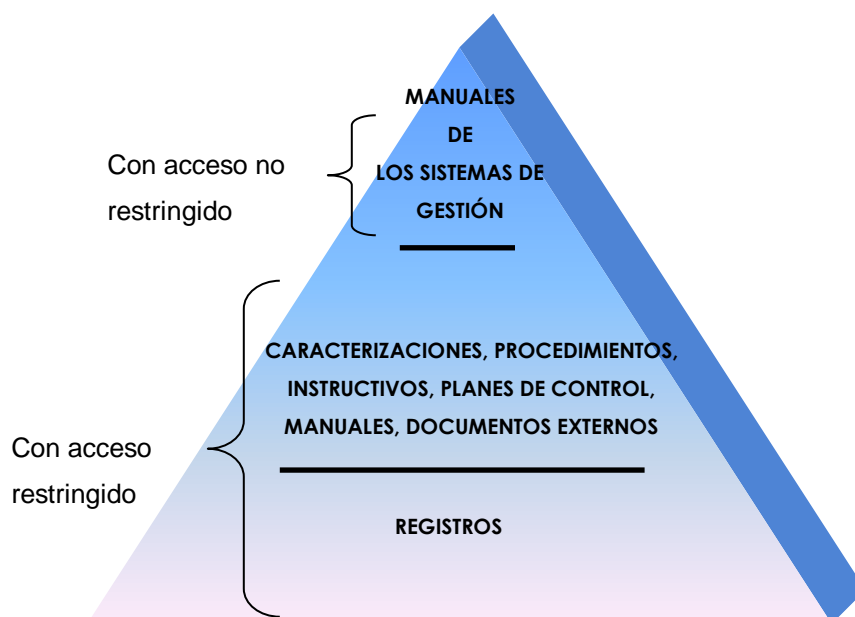 MANUALES
DE
LOS SISTEMAS DE
GESTIÓN
Con acceso no
restringido
CARACTERIZACIONES, PROCEDIMIENTOS,
INSTRUCTIVOS, PLANES DE CONTROL,
MANUALES, DOCUMENTOS EXTERNOS
Con acceso
restringido
REGISTROS